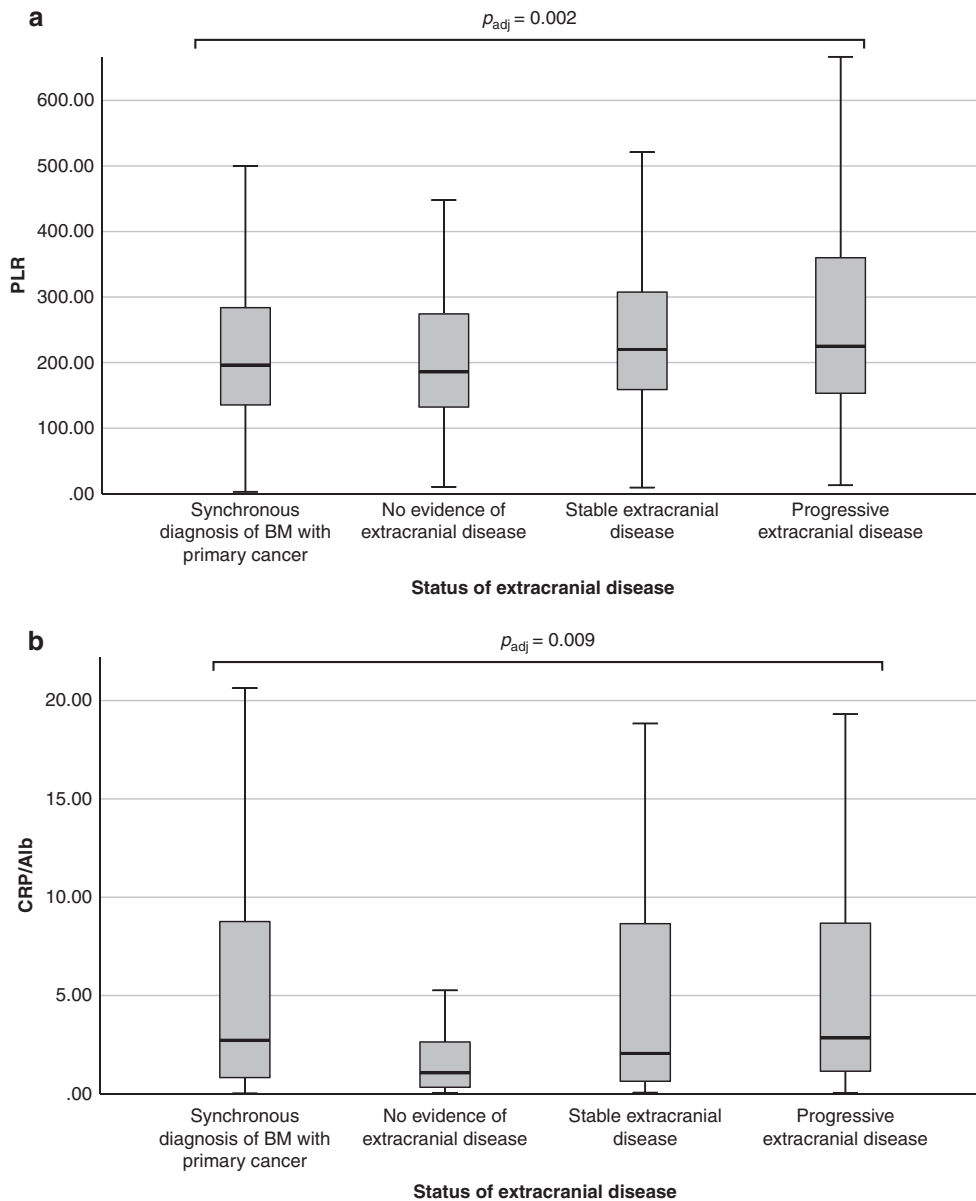 a
padj = 0.002
600.00
500.00
400.00
300.00
200.00
100.00
.00
PLR
Synchronous
diagnosis of BM with
primary cancer
No evidence of
extracranial disease
Stable extracranial
disease
Progressive
extracranial disease
Status of extracranial disease
b
padj = 0.009
20.00
15.00
10.00
5.00
.00
CRP/Alb
Synchronous
diagnosis of BM with
primary cancer
No evidence of
extracranial disease
Stable extracranial
disease
Progressive
extracranial disease
Status of extracranial disease